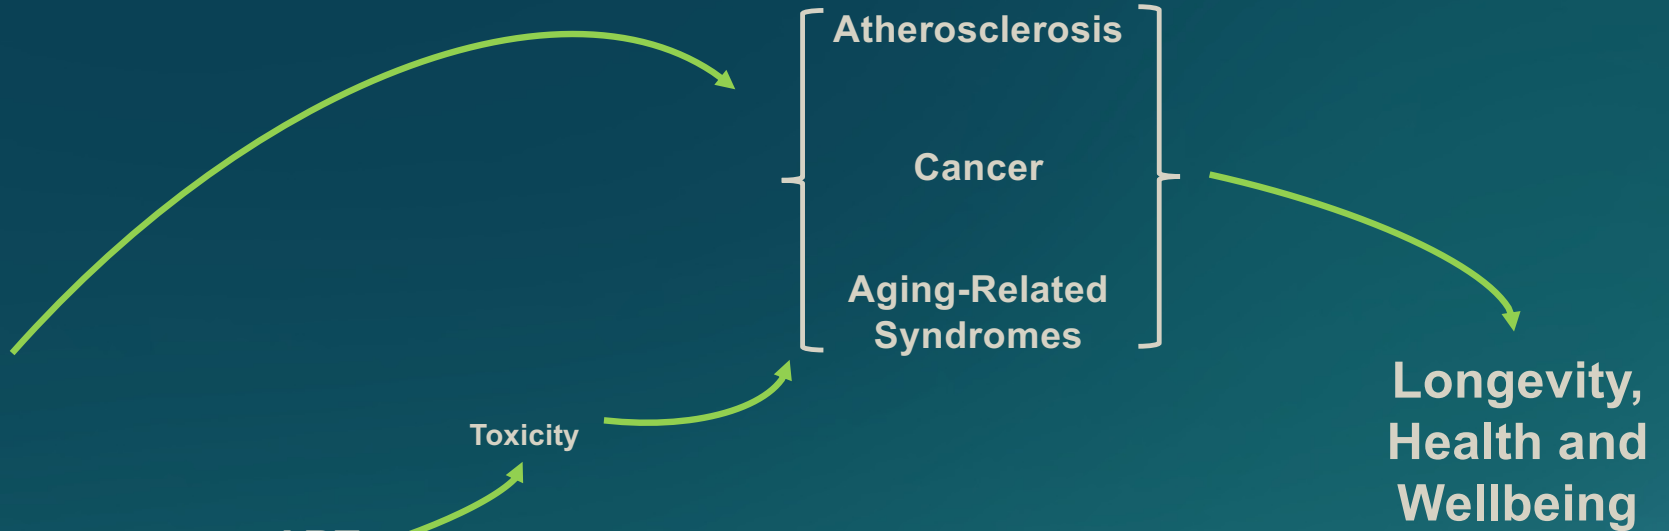 Atherosclerosis
Cancer
Aging-Related
Syndromes
Longevity,
Health and
Wellbeing
Toxicity